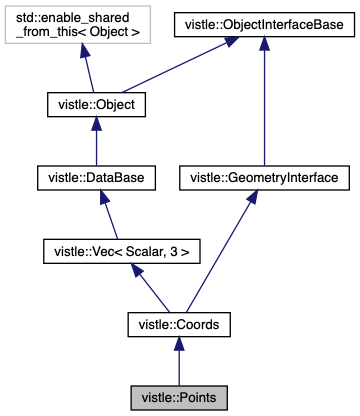 std::enable_shared
_from_this< Object >
vistle::ObjectInterfaceBase
vistle::Object
vistle::DataBase
vistle::GeometryInterface
vistle::Vec< Scalar, 3 >
vistle::Coords
vistle::Points